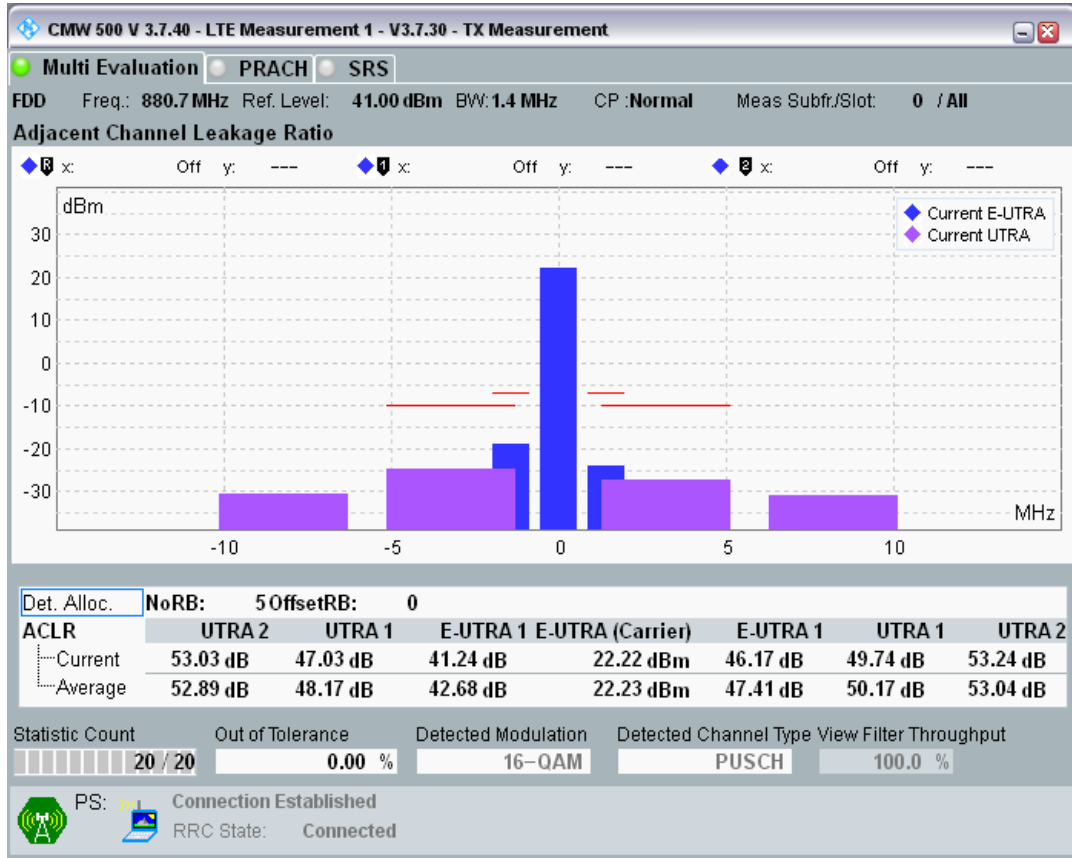 CMW 500 V 3.7.40 - LTE Measurement 1 - V3.7.30 - TX Measurement
Multi Evaluation PRACH SRS
FDD Freq.: 880.7 MHz Ref. Level: 41.00 dBm BW: 1.4 MHz CP :Normal Meas Subfr./Slot: 0 / All
Adjacent Channel Leakage Ratio
R x: Off y: --- 1 x: Off y: --- 2 x: Off y: ---
dBm
Current E-UTRA
Current UTRA
30
20
10
0
-10
-20
-30
MHz
-10 -5 0 5 10
Det. Alloc. NoRB: 5 OffsetRB: 0
ACLR UTRA 2 UTRA 1 E-UTRA 1 E-UTRA (Carrier) E-UTRA 1 UTRA 1 UTRA 2
Current 53.03 dB 47.03 dB 41.24 dB 22.22 dBm 46.17 dB 49.74 dB 53.24 dB
Average 52.89 dB 48.17 dB 42.68 dB 22.23 dBm 47.41 dB 50.17 dB 53.04 dB
Statistic Count Out of Tolerance Detected Modulation Detected Channel Type View Filter Throughput
20 / 20 0.00 % 16-QAM PUSCH 100.0 %
PS: Connection Established
RRC State: Connected